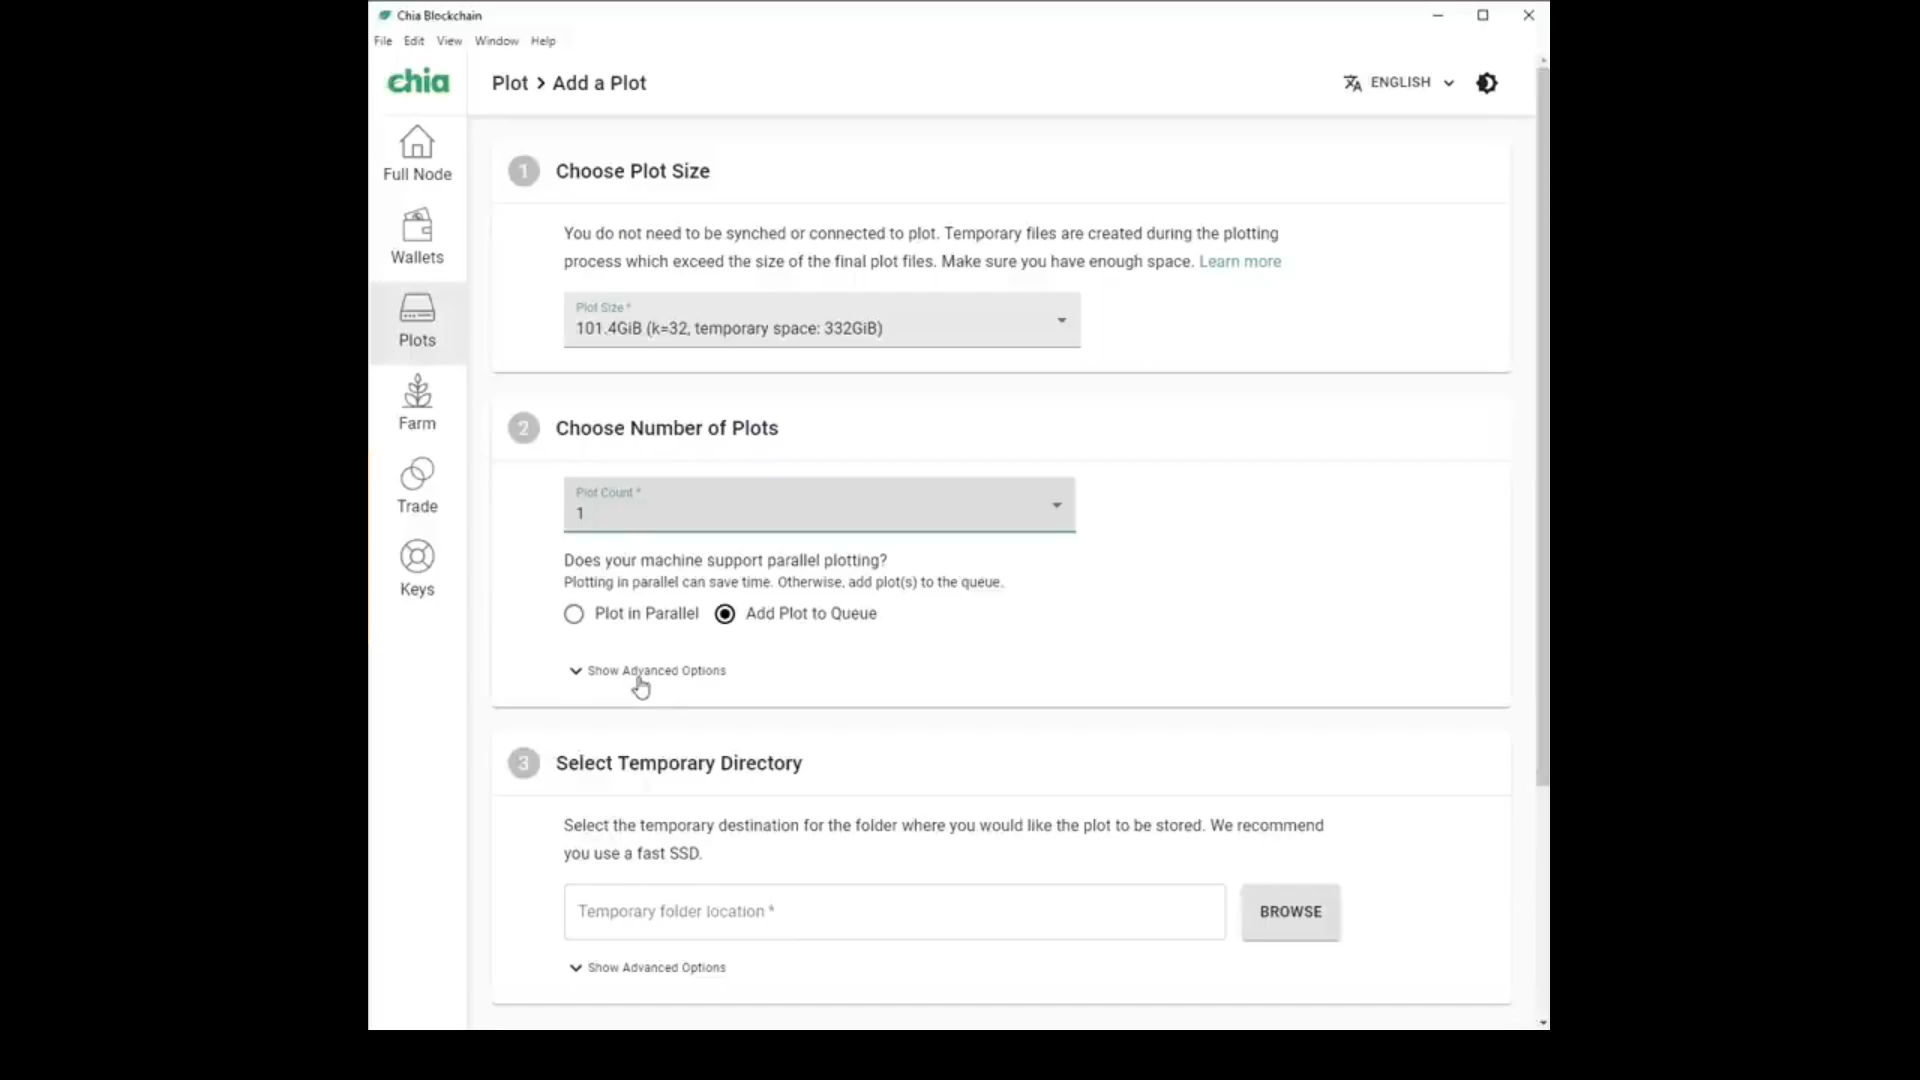 Chia Blockchain
File Edit View Window Help
chia
Plot > Add a Plot
ENGLISH
Full Node
Wallets
Plots
Farm
Trade
Keys
1 Choose Plot Size
You do not need to be synched or connected to plot. Temporary files are created during the plotting
process which exceed the size of the final plot files. Make sure you have enough space. Learn more
Plot Size *
101.4GiB (k=32, temporary space: 332GiB)
2 Choose Number of Plots
Plot Count *
1
Does your machine support parallel plotting?
Plotting in parallel can save time. Otherwise, add plot(s) to the queue.
Plot in Parallel Add Plot to Queue
Show Advanced Options
3 Select Temporary Directory
Select the temporary destination for the folder where you would like the plot to be stored. We recommend
you use a fast SSD.
Temporary folder location *
BROWSE
Show Advanced Options